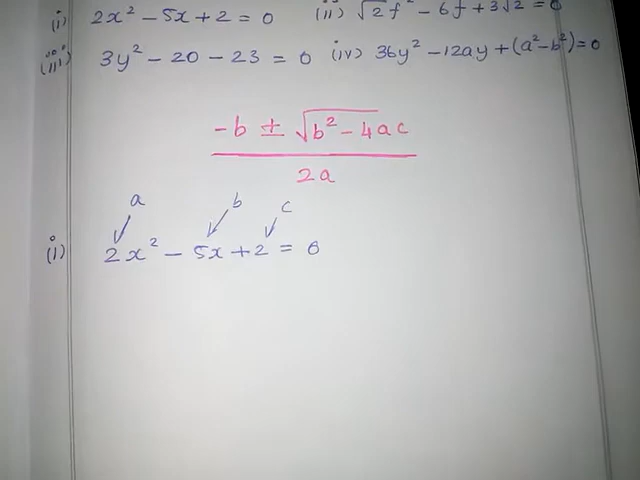 (i) 2x² - 5x + 2 = 0 (ii) √2 f² - 6f + 3√2 = 0
(iii) 3y² - 20 - 23 = 0 (iv) 36y² - 12ay + (a² - b²) = 0
-b ± √b² - 4ac
2a
a b c
(i) 2x² - 5x + 2 = 0